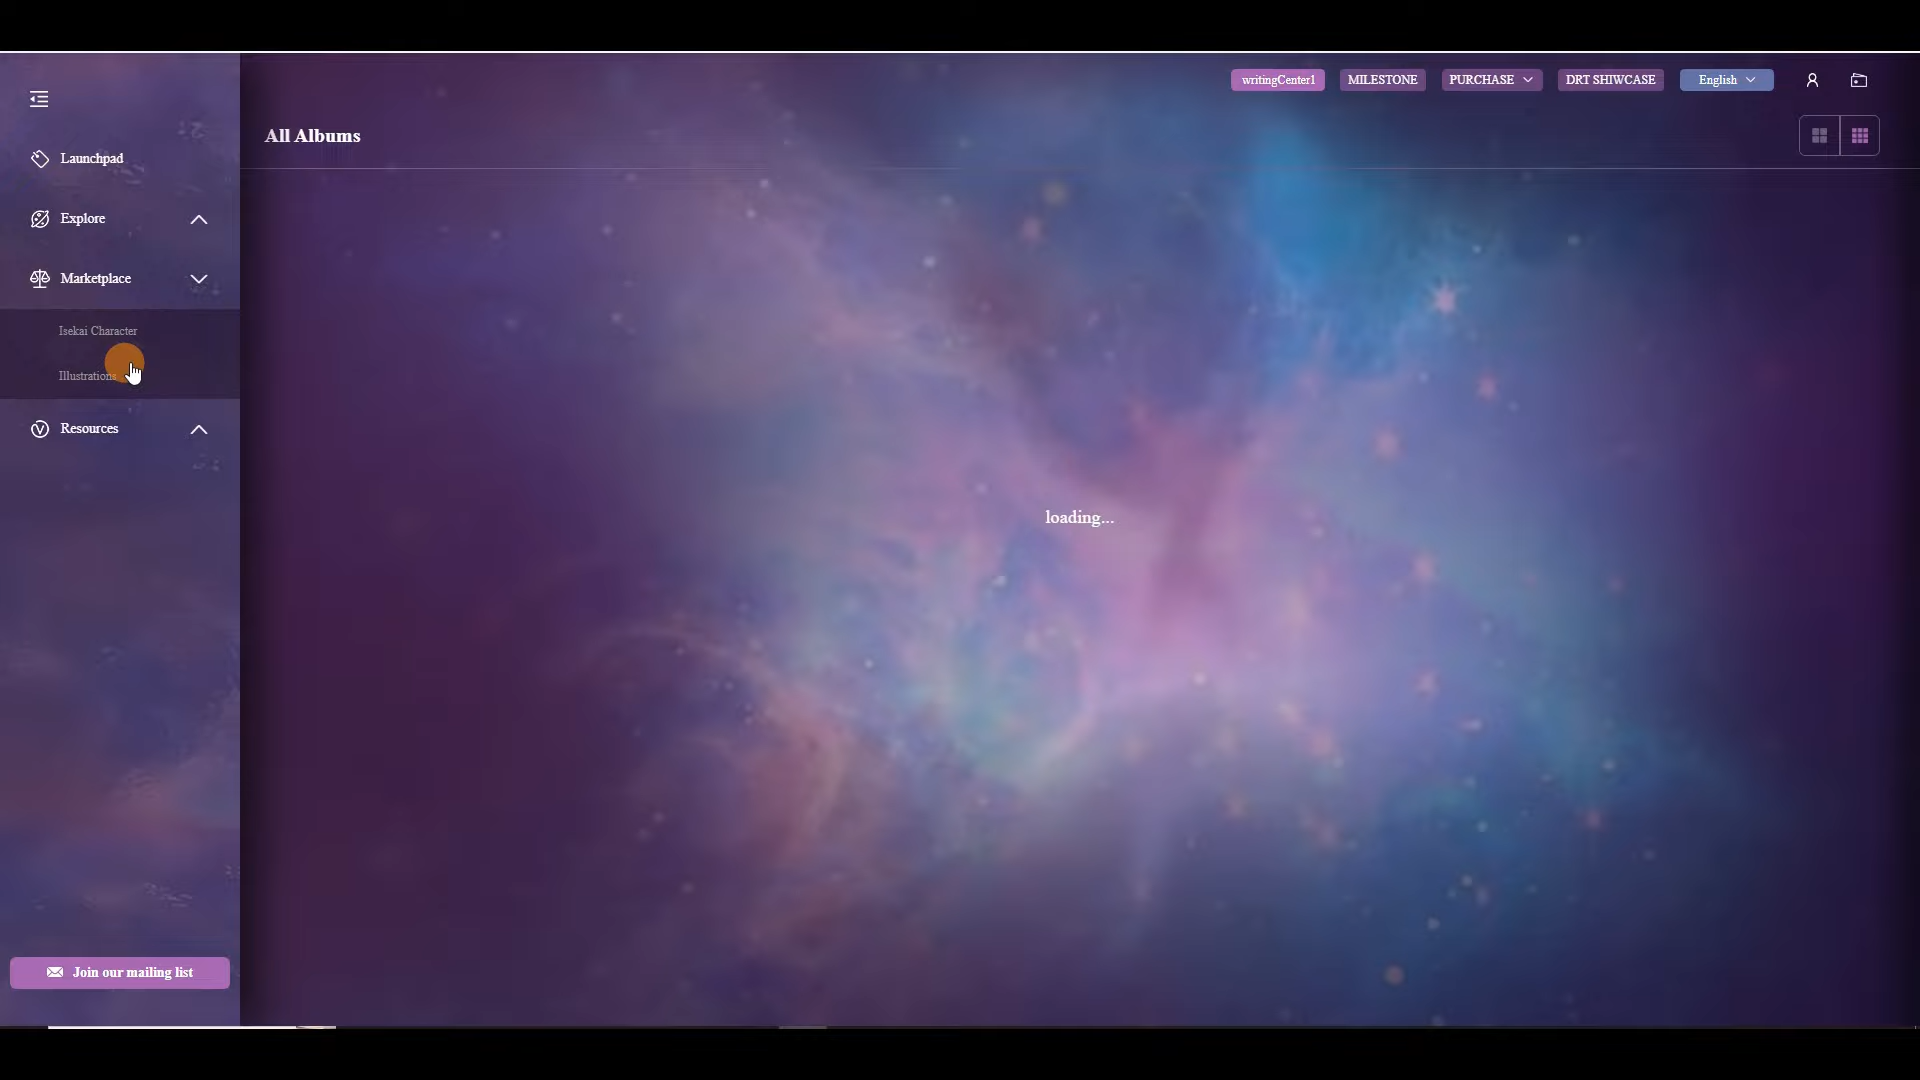 writingCenter1
MILESTONE
PURCHASE
DRT SHIWCASE
English
All Albums
Launchpad
Explore
Marketplace
Isekai Character
Illustrations
Resources
loading...
Join our mailing list